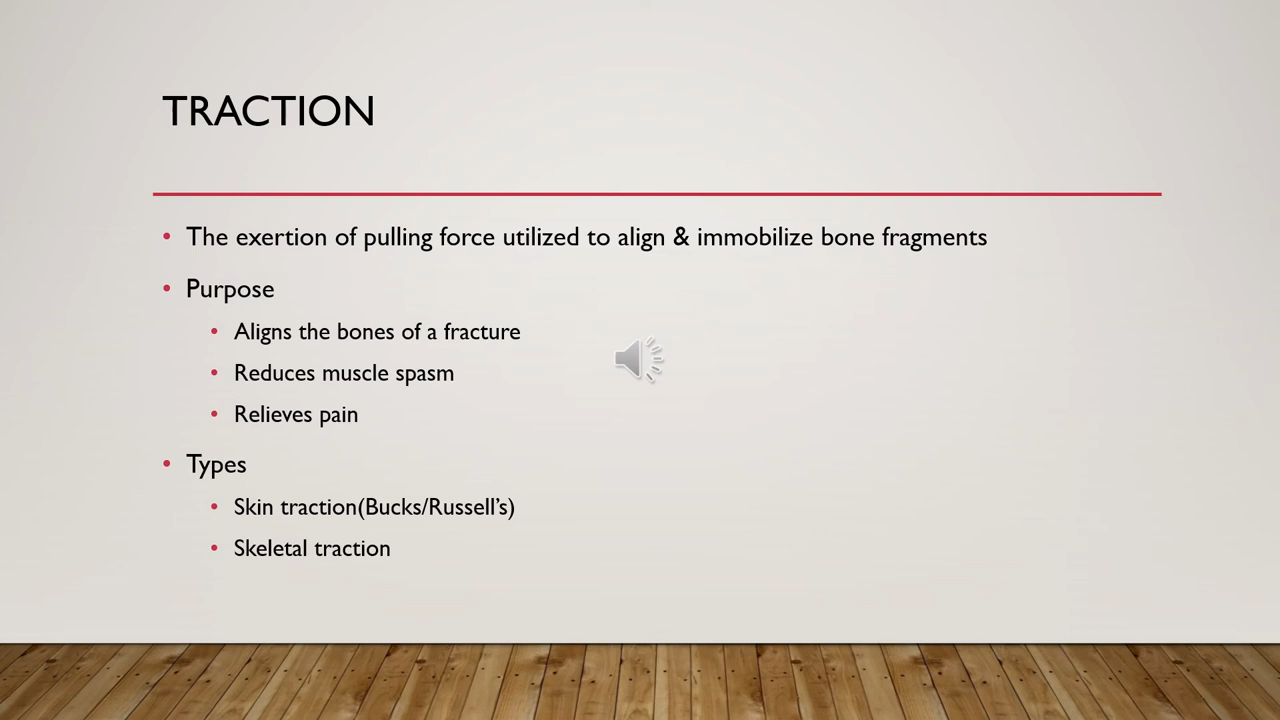 TRACTION
• The exertion of pulling force utilized to align & immobilize bone fragments
• Purpose
• Aligns the bones of a fracture
• Reduces muscle spasm
• Relieves pain
• Types
• Skin traction(Bucks/Russell’s)
• Skeletal traction